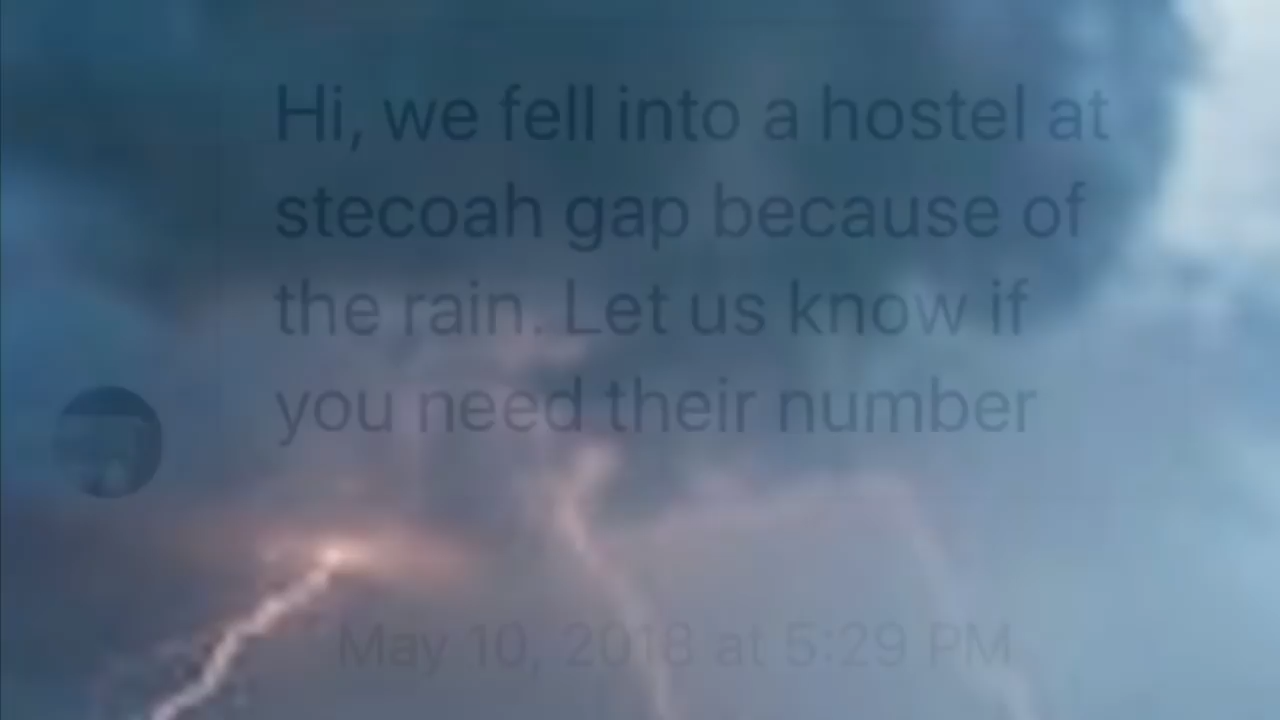 Hi, we fell into a hostel at
stecoah gap because of
the rain. Let us know if
you need their number
May 10, 2018 at 5:29 PM